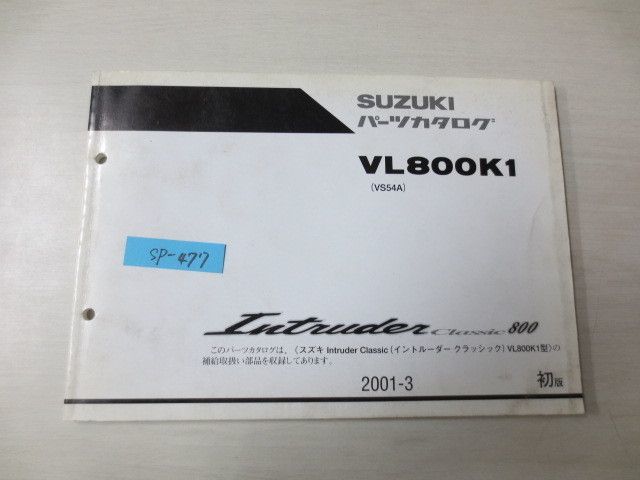 SUZUKI
パーツカタログ
VL800K1
(VS54A)
SP-477
Intruder Classic 800
このパーツカタログは、(スズキ Intruder Classic (イントルーダー クラッシック) VL800K1型)の
補給取扱い部品を収録してあります。
2001-3
初版